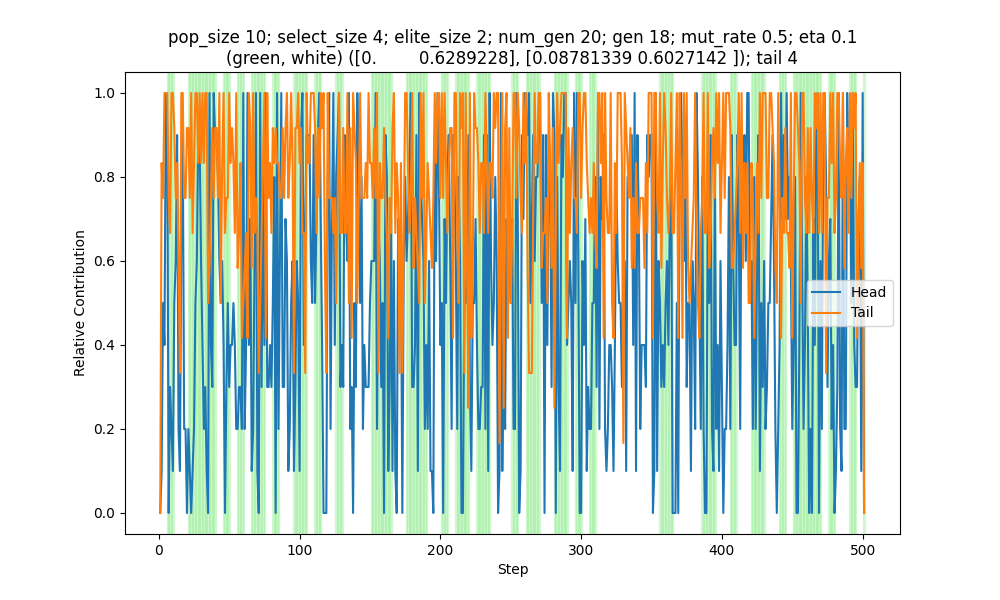 pop_size 10; select_size 4; elite_size 2; num_gen 20; gen 18; mut_rate 0.5; eta 0.1
(green, white) ([0.        0.6289228], [0.08781339 0.6027142 ]); tail 4
Relative Contribution
1.0
0.8
0.6
0.4
0.2
0.0
Head
Tail
0
100
200
300
400
500
Step